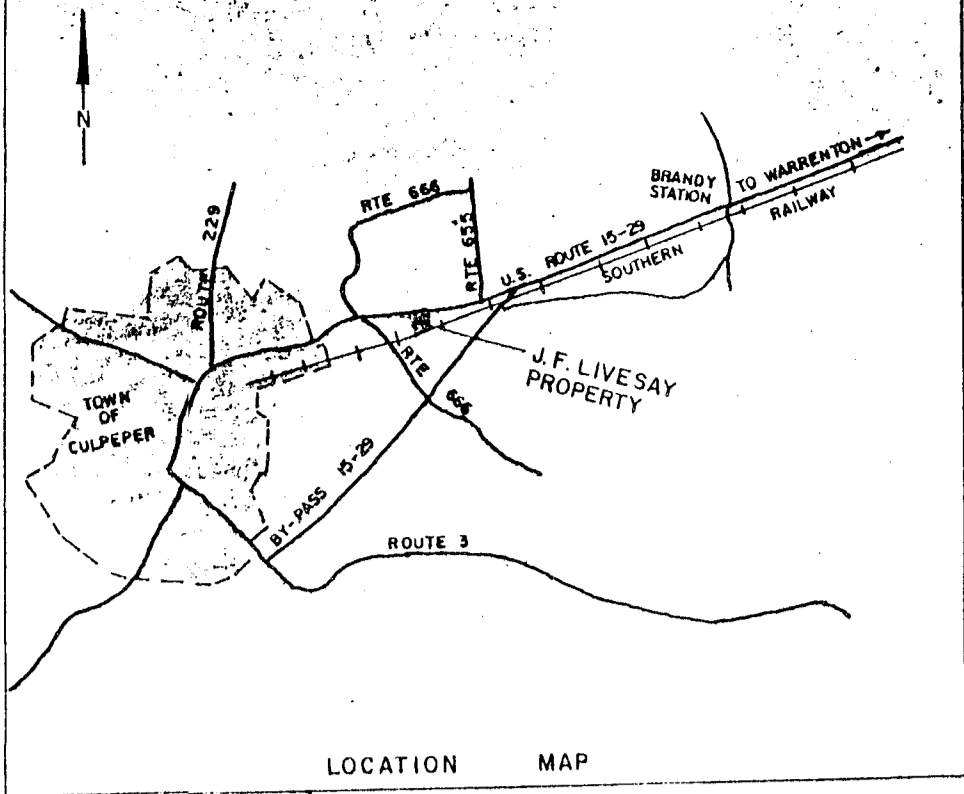 N
BRANDY
STATION
TO WARRENTON
RAILWAY
RTE 666
RTE 655
U.S. ROUTE 15-29
SOUTHERN
ROUTE 229
J.F. LIVESAY
PROPERTY
RTE 666
TOWN
OF
CULPEPER
BY-PASS 15-29
ROUTE 3
LOCATION MAP